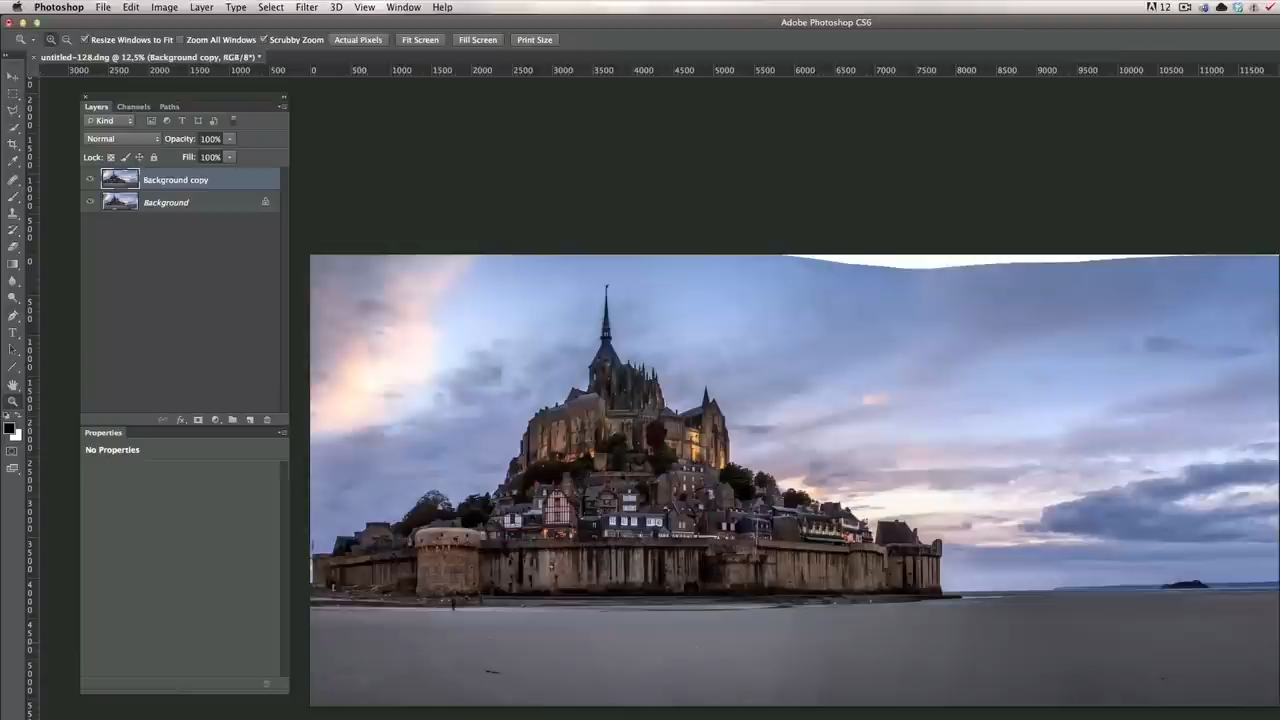 Photoshop File Edit Image Layer Type Select Filter 3D View Window Help 12
Adobe Photoshop CS6
Resize Windows to Fit Zoom All Windows Scrubby Zoom Actual Pixels Fit Screen Fill Screen Print Size
untitled-128.dng @ 12,5% (Background copy, RGB/8*) *
3000 2500 2000 1500 1000 500 0 500 1000 1500 2000 2500 3000 3500 4000 4500 5000 5500 6000 6500 7000 7500 8000 8500 9000 9500 10000 10500 11000 11500
Layers Channels Paths
Kind
Normal Opacity: 100%
Lock: Fill: 100%
Background copy
Background
Properties
No Properties